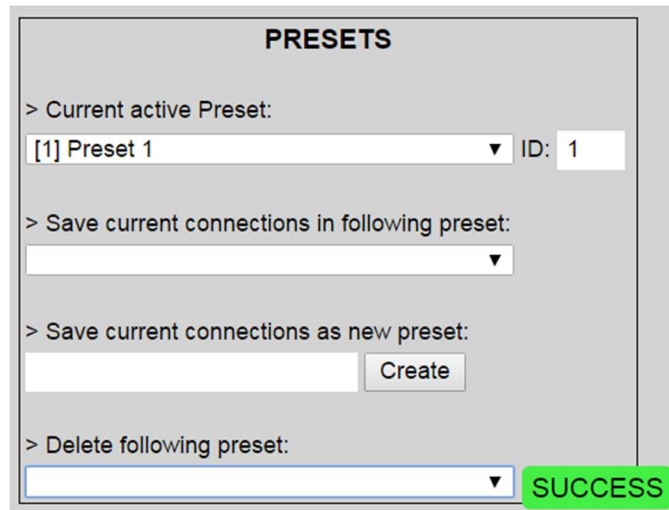 PRESETS
> Current active Preset:
[1] Preset 1 ▼ ID: 1
> Save current connections in following preset:
▼
> Save current connections as new preset:
Create
> Delete following preset:
▼ SUCCESS